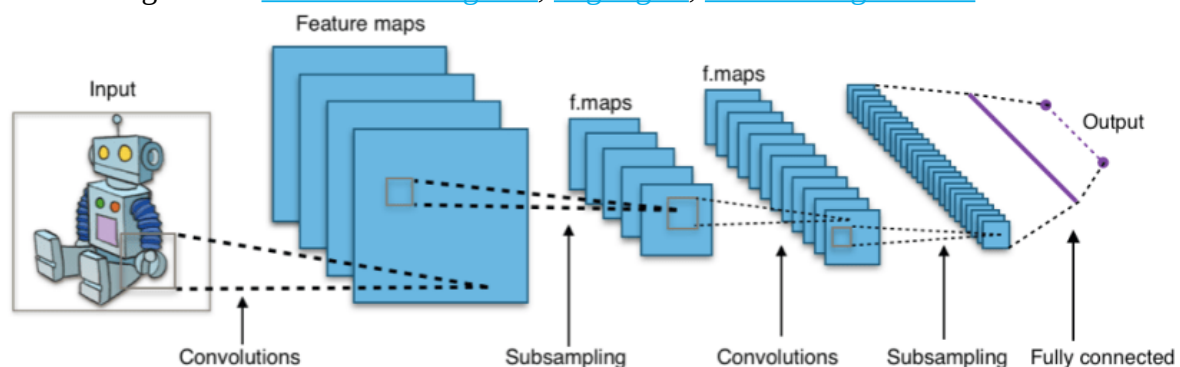 Feature maps
Input
f.maps
f.maps
Output
Convolutions
Subsampling
Convolutions
Subsampling
Fully connected